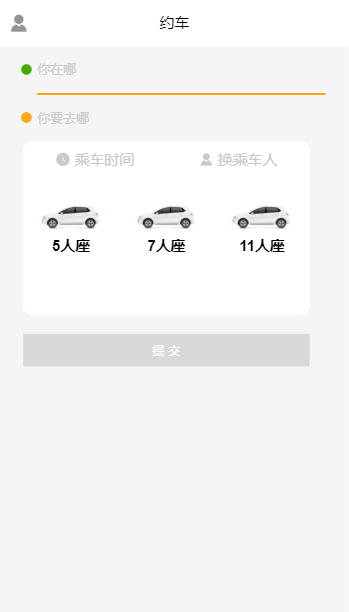 约车
你在哪
你要去哪
乘车时间 换乘车人
5人座 7人座 11人座
提交